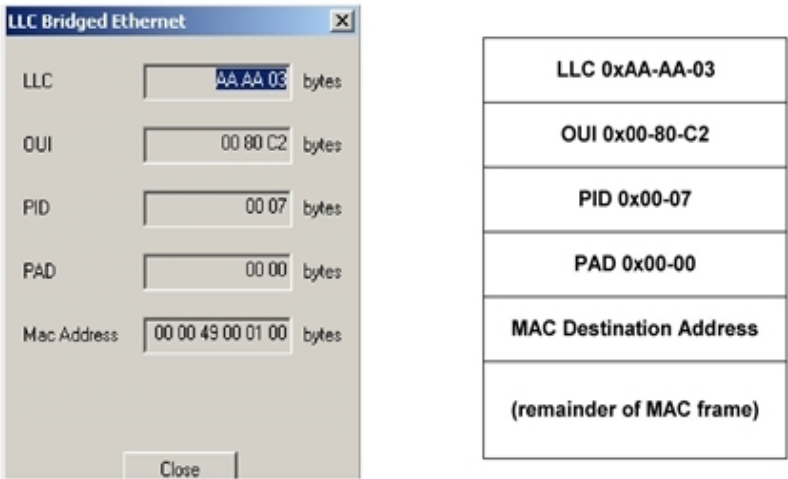 LLC Bridged Ethernet
LLC AA AA 03 bytes
OUI 00 80 C2 bytes
PID 00 07 bytes
PAD 00 00 bytes
Mac Address 00 00 49 00 01 00 bytes
Close
LLC 0xAA-AA-03
OUI 0x00-80-C2
PID 0x00-07
PAD 0x00-00
MAC Destination Address
(remainder of MAC frame)